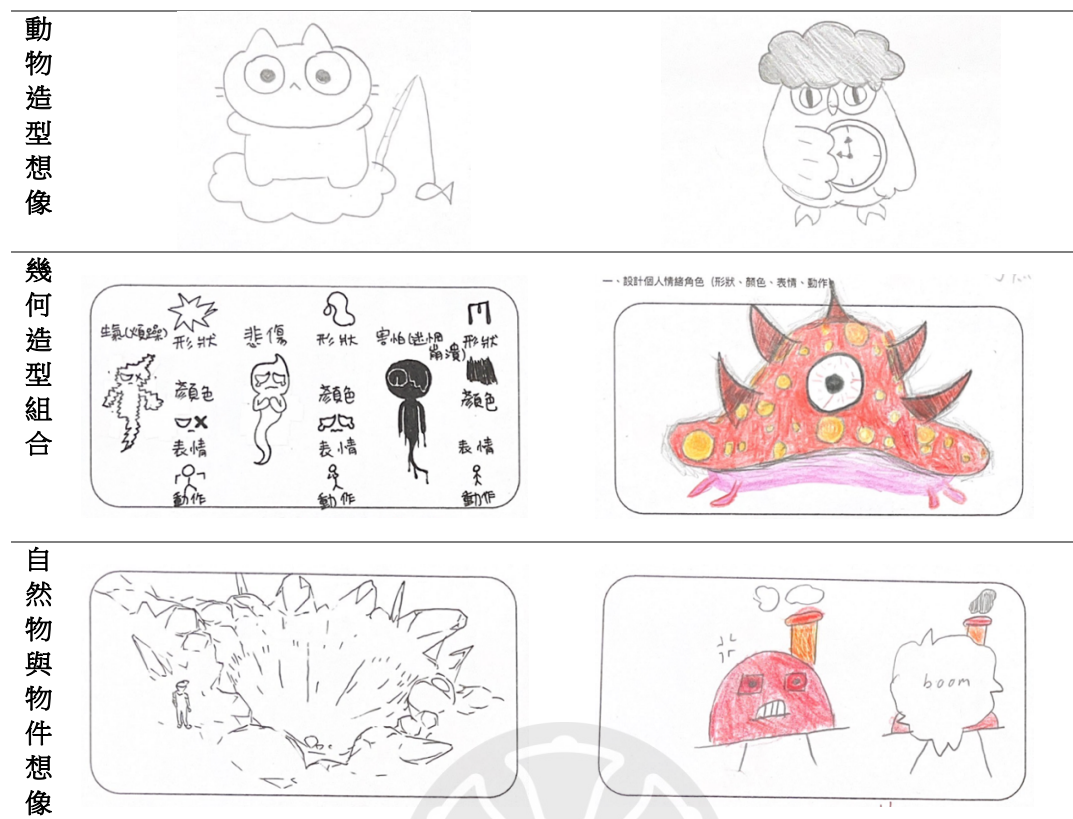 動物造型想像
幾何造型組合
生氣(煩躁)
形狀
顏色
表情
動作
悲傷
形狀
顏色
表情
動作
害怕(迷惘
崩潰)
形狀
顏色
表情
動作
一、設計個人情緒角色（形狀、顏色、表情、動作）
自然物與物件想像
boom